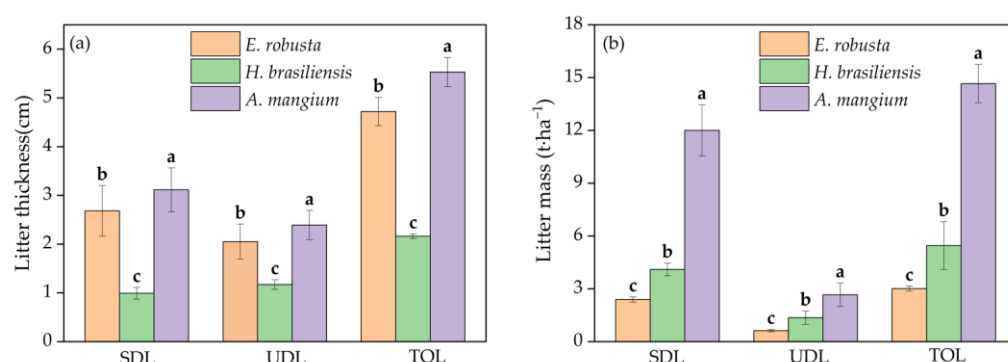 (a)
E. robusta
H. brasiliensis
A. mangium
Litter thickness(cm)
6
5
4
3
2
1
0
b
c
a
b
c
a
b
c
a
SDL
UDL
TOL
(b)
E. robusta
H. brasiliensis
A. mangium
Litter mass (t·ha⁻¹)
18
15
12
9
6
3
0
c
b
a
c
b
a
c
b
a
SDL
UDL
TOL